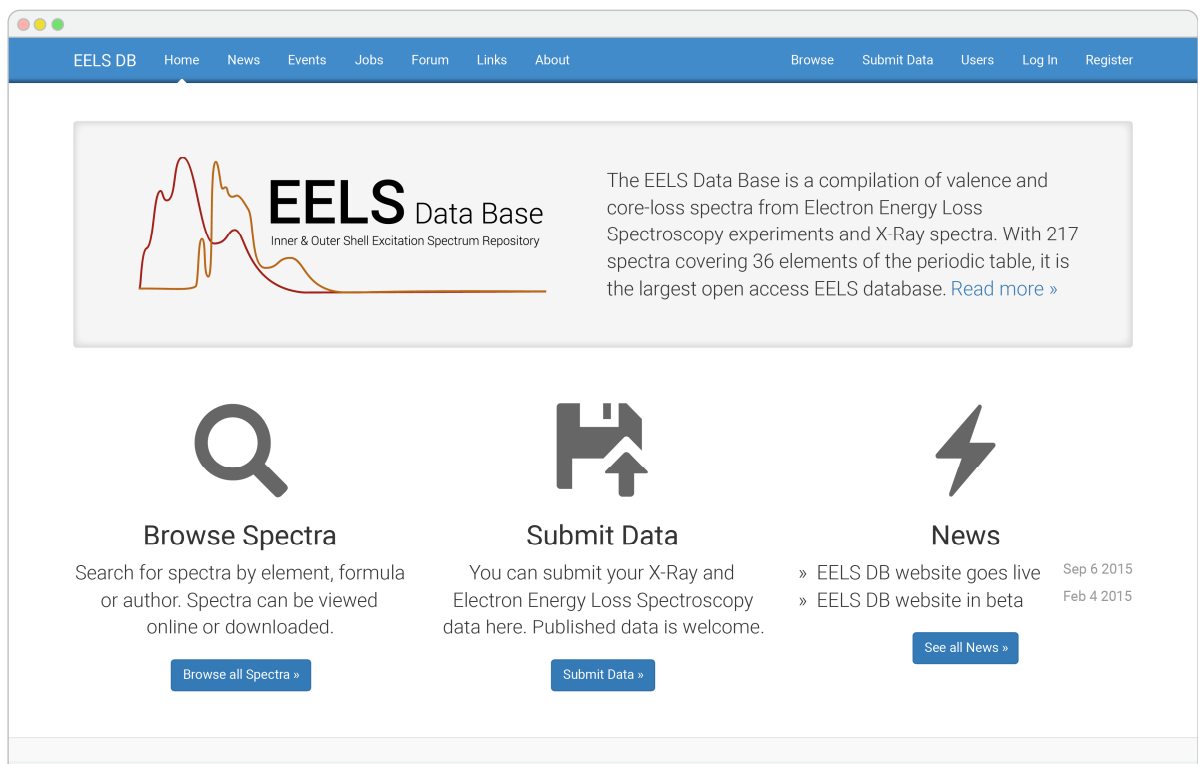 EELS DB Home News Events Jobs Forum Links About Browse Submit Data Users Log In Register
EELS Data Base
Inner & Outer Shell Excitation Spectrum Repository
The EELS Data Base is a compilation of valence and
core-loss spectra from Electron Energy Loss
Spectroscopy experiments and X-Ray spectra. With 217
spectra covering 36 elements of the periodic table, it is
the largest open access EELS database. Read more »
Browse Spectra
Search for spectra by element, formula
or author. Spectra can be viewed
online or downloaded.
Browse all Spectra »
Submit Data
You can submit your X-Ray and
Electron Energy Loss Spectroscopy
data here. Published data is welcome.
Submit Data »
News
» EELS DB website goes live Sep 6 2015
» EELS DB website in beta Feb 4 2015
See all News »